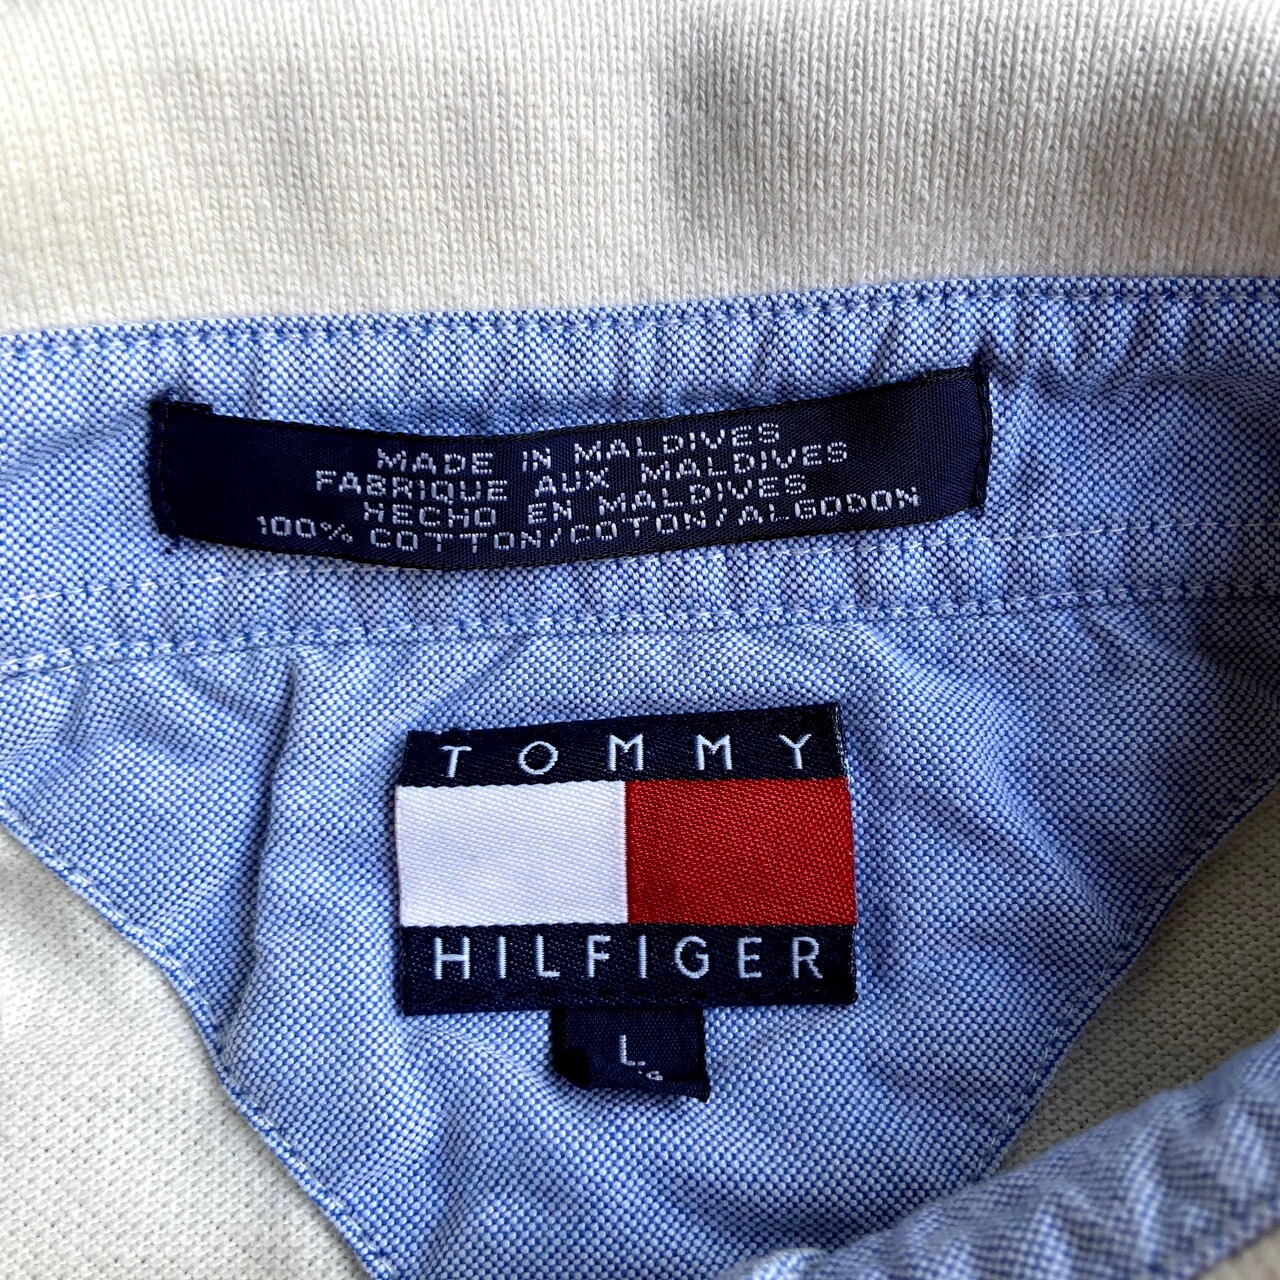 MADE IN MALDIVES
FABRIQUE AUX MALDIVES
HECHO EN MALDIVES
100% COTTON/COTON/ALGODON
TOMMY
HILFIGER
L.
G